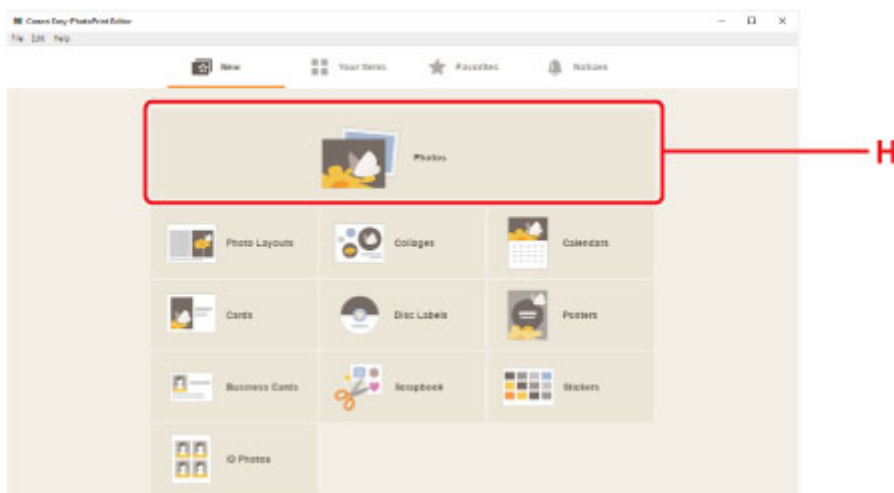 Canon Easy-PhotoPrint Editor
File Edit Help
New Your Items Favorites Notices
Photos
H
Photo Layouts Collages Calendars
Cards Disc Labels Posters
Business Cards Scrapbook Stickers
ID Photos